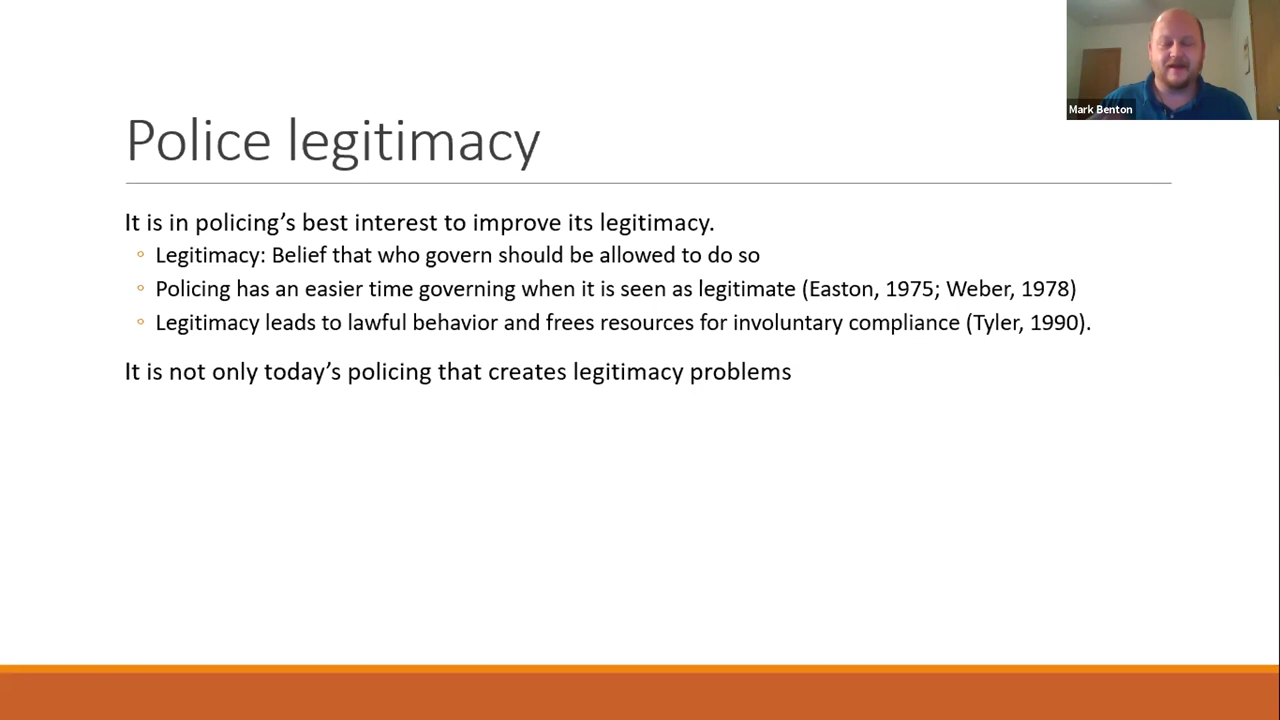 Mark Benton
Police legitimacy
It is in policing’s best interest to improve its legitimacy.
Legitimacy: Belief that who govern should be allowed to do so
Policing has an easier time governing when it is seen as legitimate (Easton, 1975; Weber, 1978)
Legitimacy leads to lawful behavior and frees resources for involuntary compliance (Tyler, 1990).
It is not only today’s policing that creates legitimacy problems